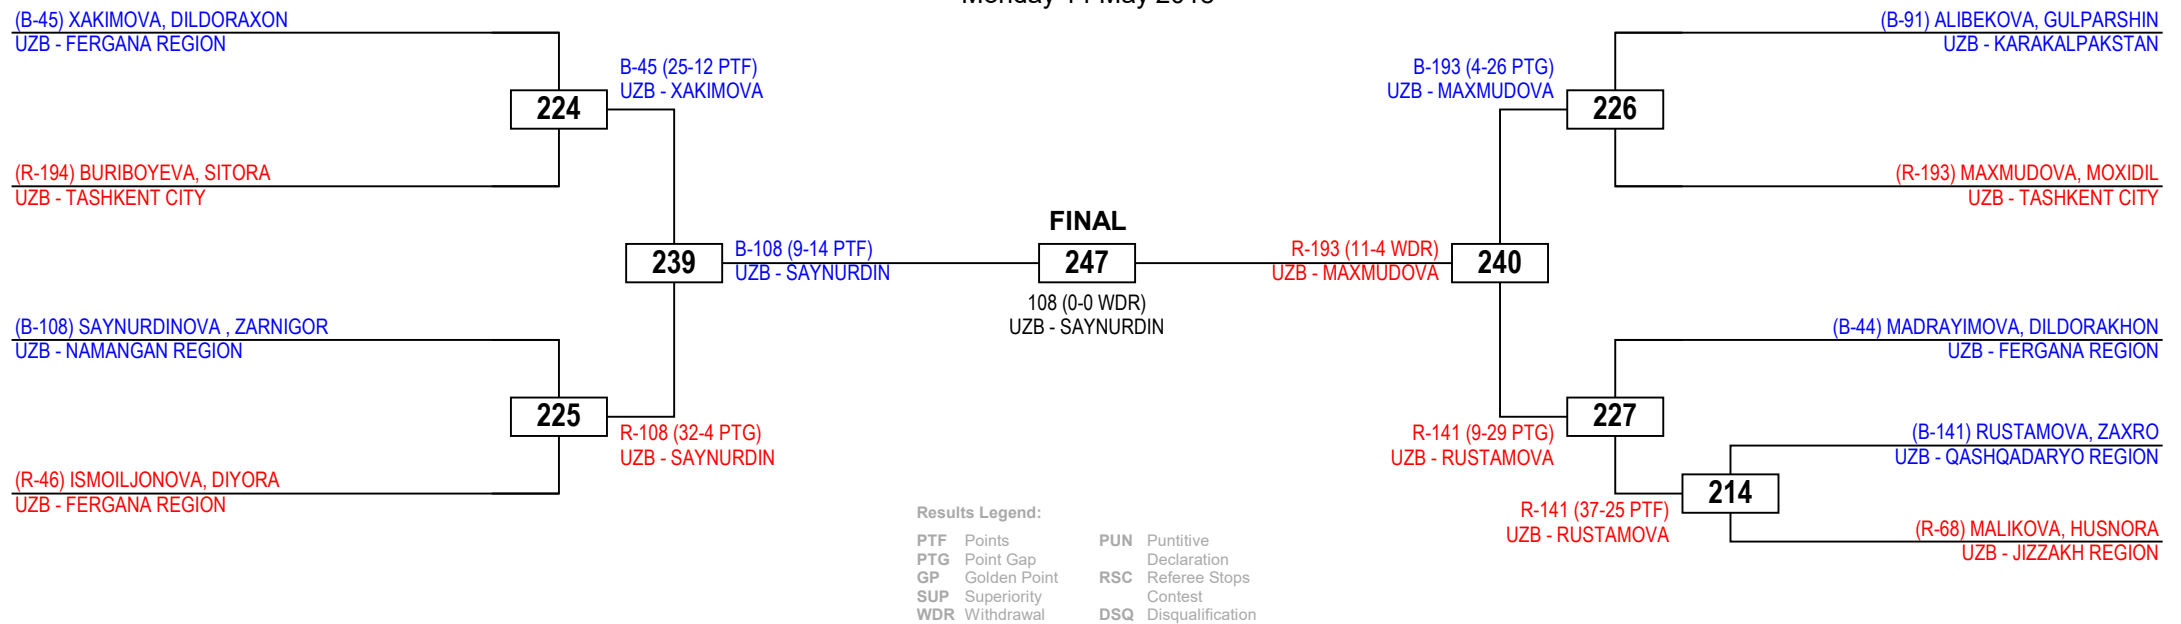 (B-45) XAKIMOVA, DILDORAXON
UZB - FERGANA REGION
B-45 (25-12 PTF)
UZB - XAKIMOVA
224
(R-194) BURIBOYEVA, SITORA
UZB - TASHKENT CITY
239
B-108 (9-14 PTF)
UZB - SAYNURDIN
(B-108) SAYNURDINOVA , ZARNIGOR
UZB - NAMANGAN REGION
225
R-108 (32-4 PTG)
UZB - SAYNURDIN
(R-46) ISMOILJONOVA, DIYORA
UZB - FERGANA REGION
FINAL
247
108 (0-0 WDR)
UZB - SAYNURDIN
(B-91) ALIBEKOVA, GULPARSHIN
UZB - KARAKALPAKSTAN
B-193 (4-26 PTG)
UZB - MAXMUDOVA
226
(R-193) MAXMUDOVA, MOXIDIL
UZB - TASHKENT CITY
R-193 (11-4 WDR)
UZB - MAXMUDOVA
240
(B-44) MADRAYIMOVA, DILDORAKHON
UZB - FERGANA REGION
227
R-141 (9-29 PTG)
UZB - RUSTAMOVA
(B-141) RUSTAMOVA, ZAXRO
UZB - QASHQADARYO REGION
214
R-141 (37-25 PTF)
UZB - RUSTAMOVA
(R-68) MALIKOVA, HUSNORA
UZB - JIZZAKH REGION
Results Legend:
PTF Points
PTG Point Gap
GP Golden Point
SUP Superiority
WDR Withdrawal
PUN Puntitive
Declaration
RSC Referee Stops
Contest
DSQ Disqualification